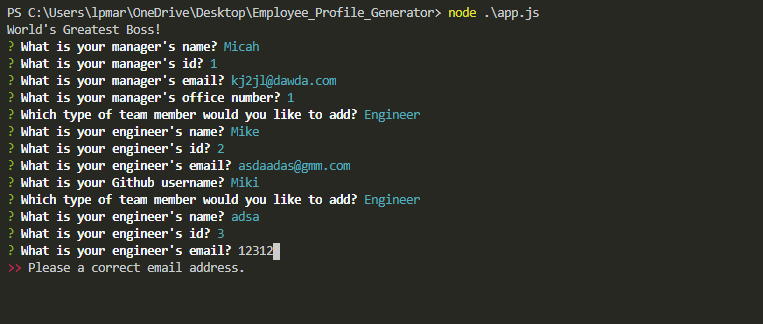 PS C:\Users\lpmar\OneDrive\Desktop\Employee_Profile_Generator> node .\app.js
World's Greatest Boss!
? What is your manager's name? Micah
? What is your manager's id? 1
? What is your manager's email? kj2jl@dawda.com
? What is your manager's office number? 1
? Which type of team member would you like to add? Engineer
? What is your engineer's name? Mike
? What is your engineer's id? 2
? What is your engineer's email? asdaadas@gmm.com
? What is your Github username? Miki
? Which type of team member would you like to add? Engineer
? What is your engineer's name? adsa
? What is your engineer's id? 3
? What is your engineer's email? 12312
>> Please a correct email address.